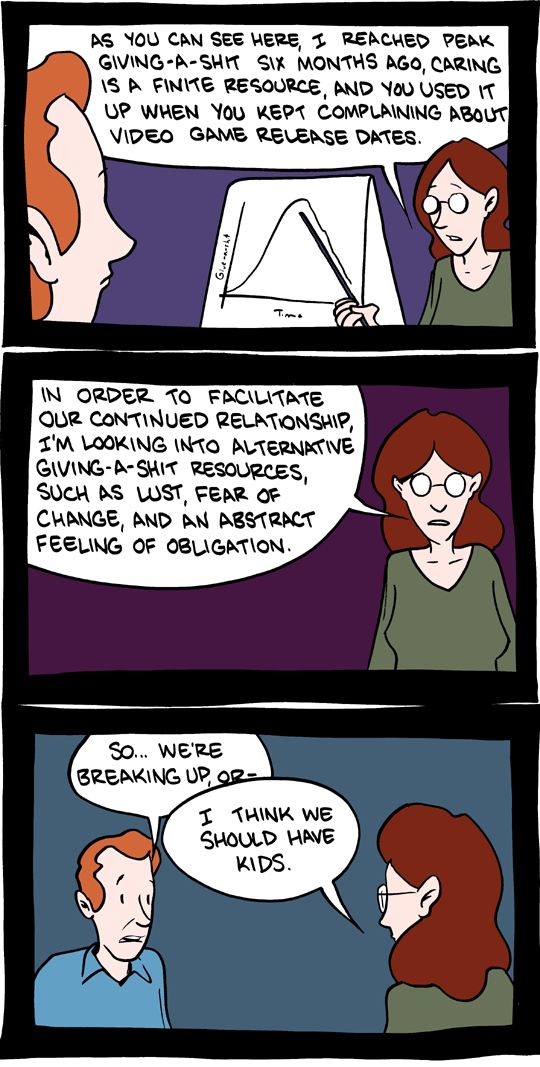 AS YOU CAN SEE HERE, I REACHED PEAK
GIVING-A-SHIT SIX MONTHS AGO, CARING
IS A FINITE RESOURCE, AND YOU USED IT
UP WHEN YOU KEPT COMPLAINING ABOUT
VIDEO GAME RELEASE DATES.
Time
IN ORDER TO FACILITATE
OUR CONTINUED RELATIONSHIP,
I'M LOOKING INTO ALTERNATIVE
GIVING-A-SHIT RESOURCES,
SUCH AS LUST, FEAR OF
CHANGE, AND AN ABSTRACT
FEELING OF OBLIGATION.
SO... WE'RE
BREAKING UP, OR-
I THINK WE
SHOULD HAVE
KIDS.